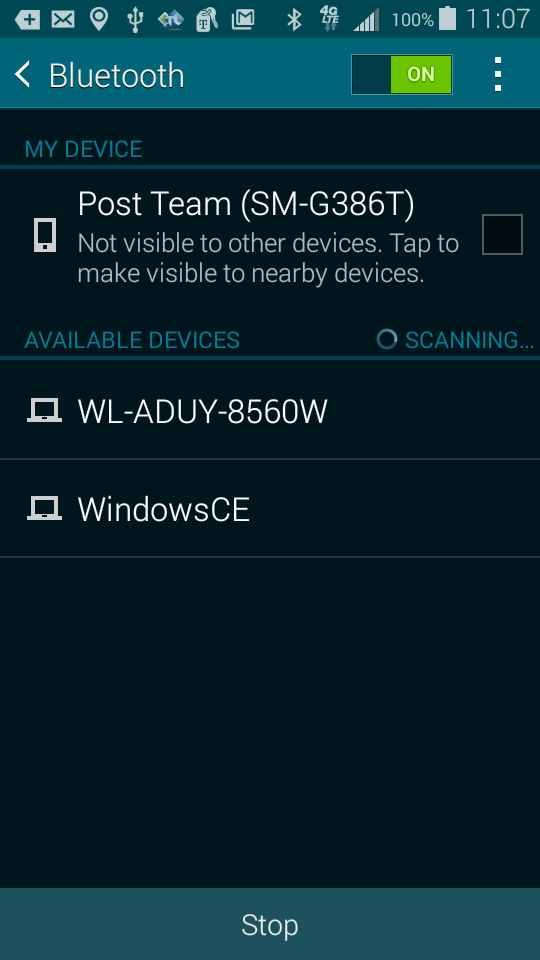 4G LTE 100% 11:07
Bluetooth ON
MY DEVICE
Post Team (SM-G386T)
Not visible to other devices. Tap to
make visible to nearby devices.
AVAILABLE DEVICES SCANNING...
WL-ADUY-8560W
WindowsCE
Stop